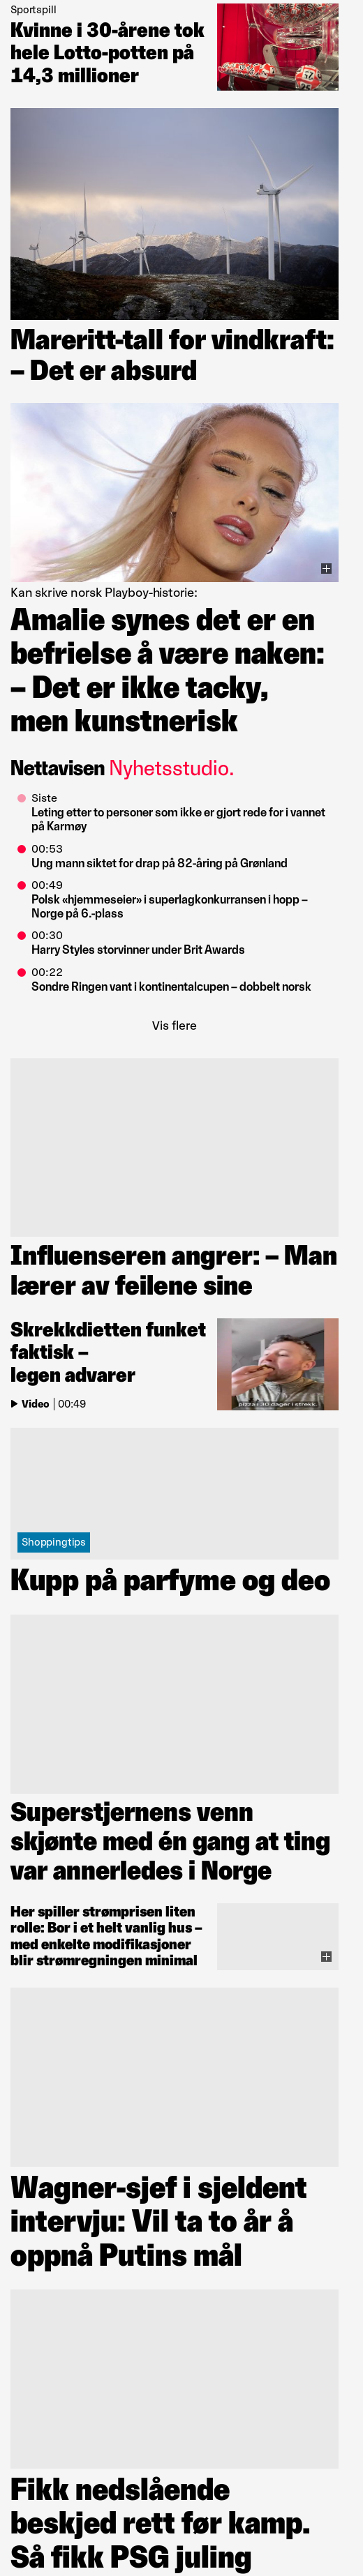 Sportspill
Kvinne i 30-årene tok
hele Lotto-potten på
14,3 millioner
Mareritt-tall for vindkraft:
– Det er absurd
Kan skrive norsk Playboy-historie:
Amalie synes det er en
befrielse å være naken:
– Det er ikke tacky,
men kunstnerisk
Nettavisen Nyhetsstudio.
Siste
Leting etter to personer som ikke er gjort rede for i vannet
på Karmøy
00:53
Ung mann siktet for drap på 82-åring på Grønland
00:49
Polsk «hjemmeseier» i superlagkonkurransen i hopp –
Norge på 6.-plass
00:30
Harry Styles storvinner under Brit Awards
00:22
Sondre Ringen vant i kontinentalcupen – dobbelt norsk
Vis flere
Influenseren angrer: – Man
lærer av feilene sine
Skrekkdietten funket
faktisk –
legen advarer
Video | 00:49
pizza i 30 dager i strekk.
Shoppingtips
Kupp på parfyme og deo
Superstjernens venn
skjønte med én gang at ting
var annerledes i Norge
Her spiller strømprisen liten
rolle: Bor i et helt vanlig hus –
med enkelte modifikasjoner
blir strømregningen minimal
Wagner-sjef i sjeldent
intervju: Vil ta to år å
oppnå Putins mål
Fikk nedslående
beskjed rett før kamp.
Så fikk PSG juling